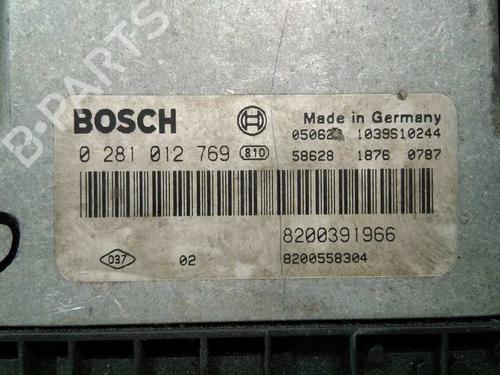 B-PARTS
BOSCH
Made in Germany
1039S10244
0 281 012 769 810
58628 1876 0787
8200391966
037 02 8200558304